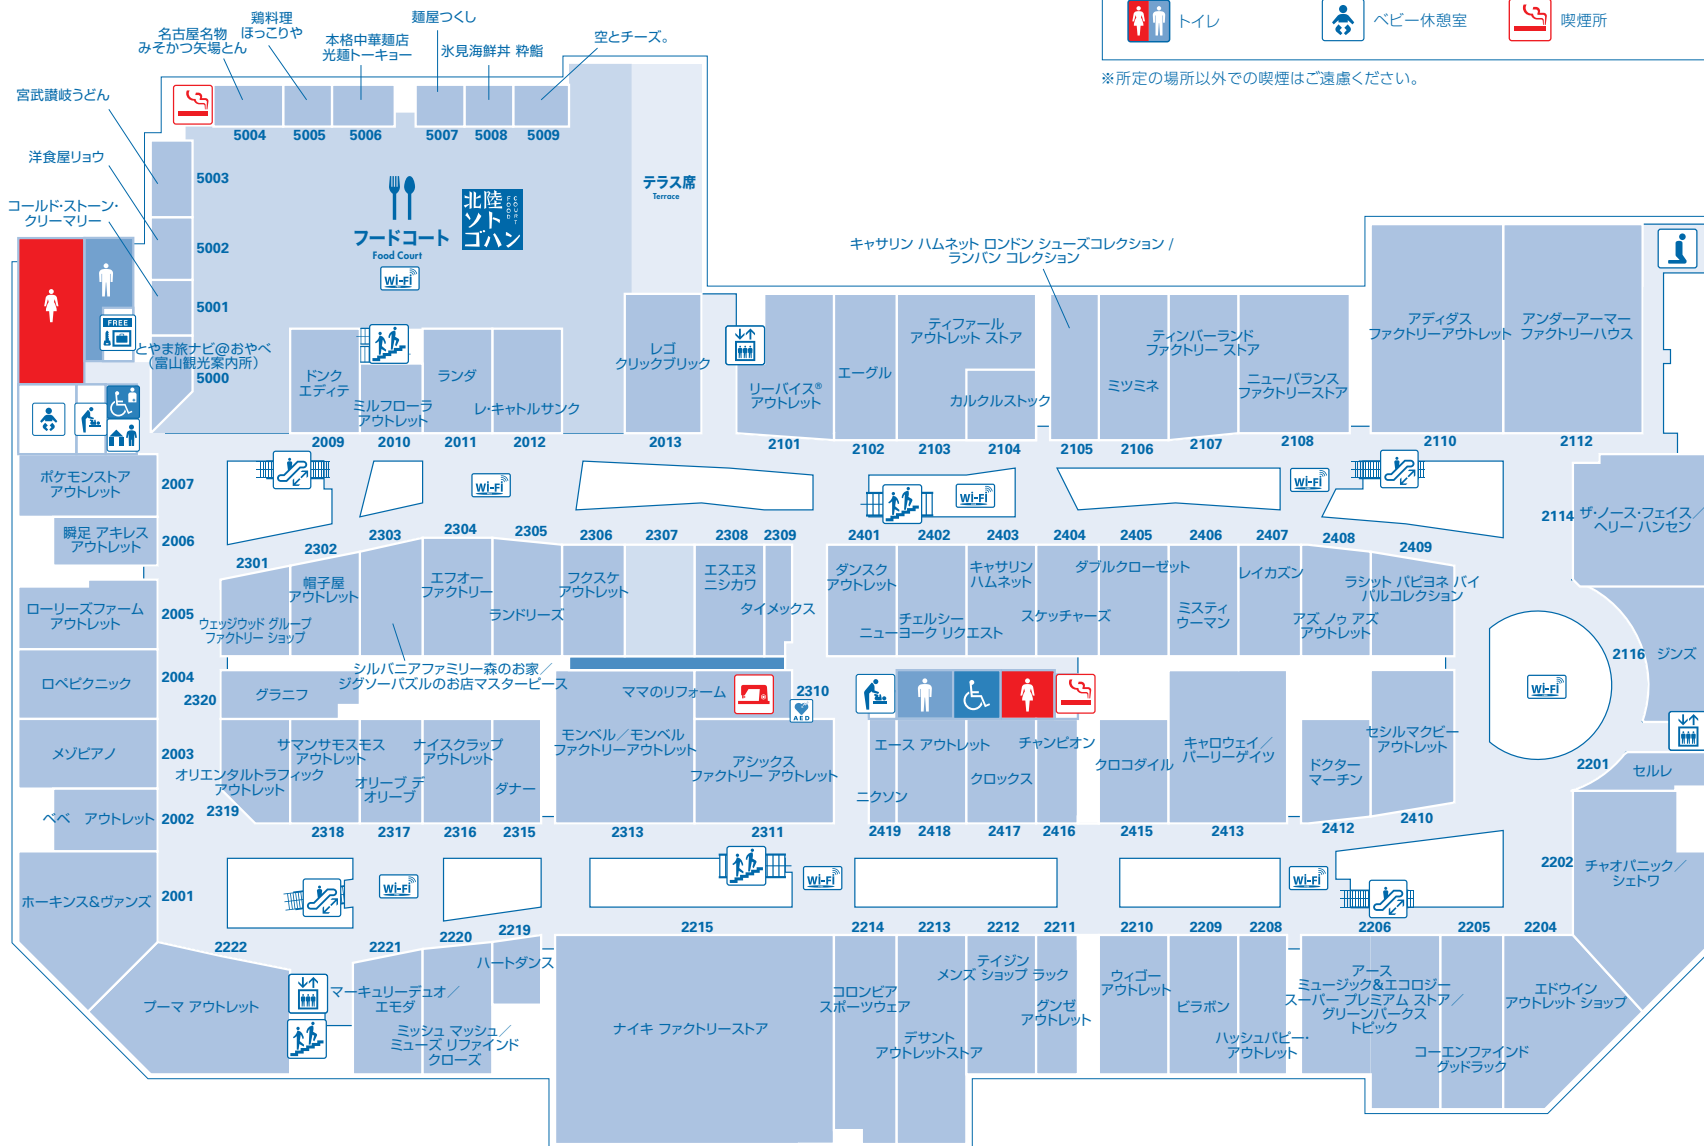 トイレ
ベビー休憩室
喫煙所
※所定の場所以外での喫煙はご遠慮ください。
名古屋名物
みそかつ矢場とん
鶏料理
ほっこりや
本格中華麺店
光麺トーキョー
麺屋つくし
氷見海鮮丼 粋鮨
空とチーズ。
宮武讃岐うどん
洋食屋リョウ
コールド・ストーン・
クリーマリー
5004
5005
5006
5007
5008
5009
5003
5002
5001
5000
フードコート
Food Court
北陸
ソト
ゴハン
FOOD
COURT
Wi-Fi
テラス席
Terrace
FREE
とやま旅ナビ@おやべ
(富山観光案内所)
ドンク
エディテ
ミルフローラ
アウトレット
ランダ
レ・キャトルサンク
レゴ
クリックブリック
2009
2010
2011
2012
2013
キャサリン ハムネット ロンドン シューズコレクション /
ランバン コレクション
リーバイス®
アウトレット
エーグル
ティファール
アウトレット ストア
カルクルストック
ミツミネ
ティンバーランド
ファクトリー ストア
ニューバランス
ファクトリーストア
アディダス
ファクトリーアウトレット
アンダーアーマー
ファクトリーハウス
2101
2102
2103
2104
2105
2106
2107
2108
2110
2112
ポケモンストア
アウトレット
2007
瞬足 アキレス
アウトレット
2006
ローリーズファーム
アウトレット
2005
ロペピクニック
2004
メゾピアノ
2003
べべ アウトレット
2002
ホーキンス&ヴァンズ
2001
Wi-Fi
Wi-Fi
Wi-Fi
2114
ザ・ノース・フェイス/
ヘリー ハンセン
2116
ジンズ
Wi-Fi
2201
セルレ
2202
チャオパニック/
シェトワ
2301
2302
2303
2304
2305
2306
2307
2308
2309
ウェッジウッド グループ
ファクトリー ショップ
帽子屋
アウトレット
エフオー
ファクトリー
ランドリーズ
フクスケ
アウトレット
エスエヌ
ニシカワ
タイメックス
シルバニアファミリー森のお家/
ジグソーパズルのお店マスターピース
2401
2402
2403
2404
2405
2406
2407
2408
2409
ダンスク
アウトレット
チェルシー
ニューヨーク リクエスト
キャサリン
ハムネット
スケッチャーズ
ダブルクローゼット
ミスティ
ウーマン
レイカズン
アズ ノゥ アズ
アウトレット
ラシット パピヨネ バイ
バルコレクション
2320
グラニフ
ママのリフォーム
2310
AED
オリエンタルトラフィック
アウトレット
サマンサモスモス
アウトレット
オリーブ デ
オリーブ
ナイスクラップ
アウトレット
ダナー
モンベル/モンベル
ファクトリーアウトレット
アシックス
ファクトリー アウトレット
2319
2318
2317
2316
2315
2313
2311
エース アウトレット
ニクソン
クロックス
チャンピオン
クロコダイル
キャロウェイ/
パーリーゲイツ
ドクター
マーチン
セシルマクビー
アウトレット
2419
2418
2417
2416
2415
2413
2412
2410
Wi-Fi
Wi-Fi
Wi-Fi
2222
2221
2220
2219
2215
2214
2213
2212
2211
2210
2209
2208
2206
2205
2204
プーマ アウトレット
マーキュリーデュオ/
エモダ
ミッシュ マッシュ/
ミューズ リファインド
クローズ
ハートダンス
ナイキ ファクトリーストア
コロンビア
スポーツウェア
デサント
アウトレットストア
テイジン
メンズ ショップ ラック
グンゼ
アウトレット
ウィゴー
アウトレット
ビラボン
ハッシュパピー・
アウトレット
アース
ミュージック&エコロジー
スーパー プレミアム ストア/
グリーンパークス
トピック
コーエンファインド
グッドラック
エドウイン
アウトレット ショップ